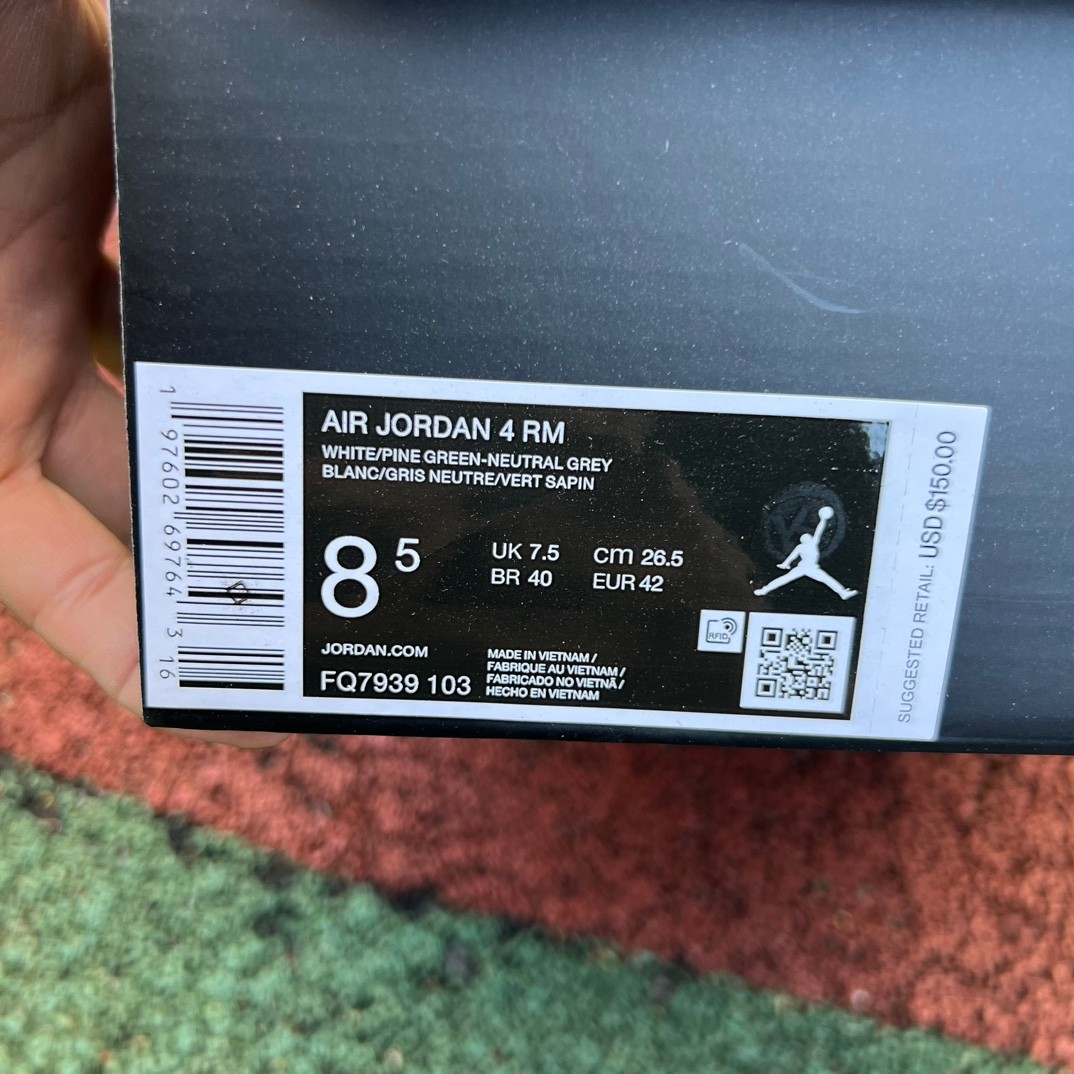 AIR JORDAN 4 RM
WHITE/PINE GREEN-NEUTRAL GREY
BLANC/GRIS NEUTRE/VERT SAPIN
8 5
UK 7.5
cm 26.5
BR 40
EUR 42
RFID
JORDAN.COM
FQ7939 103
MADE IN VIETNAM /
FABRIQUE AU VIETNAM /
FABRICADO NO VIETNÃ /
HECHO EN VIETNAM
1 97602 69764 3 16
SUGGESTED RETAIL: USD $150.00